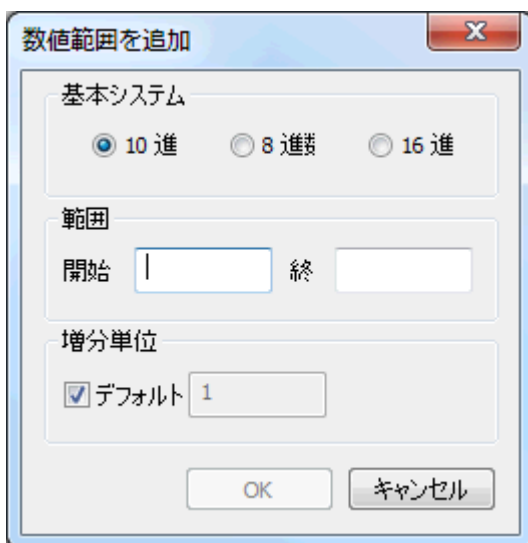 数値範囲を追加
基本システム
10 進 8 進数 16 進
範囲
開始 終
増分単位
デフォルト 1
OK キャンセル